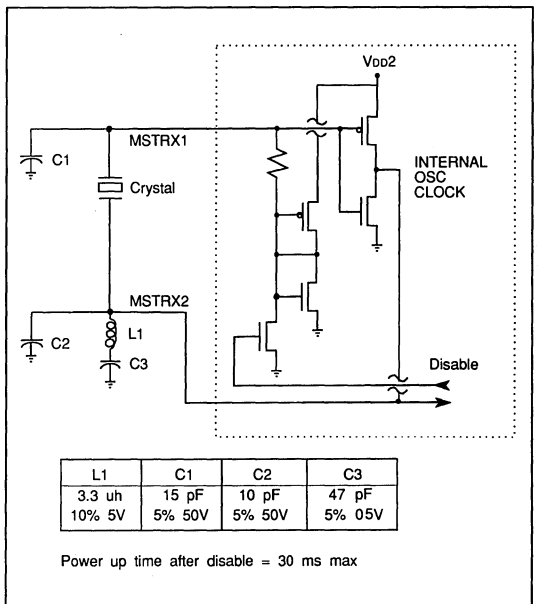 VDD2
MSTRX1
C1
Crystal
INTERNAL
OSC
CLOCK
MSTRX2
C2
L1
C3
Disable
L1 C1 C2 C3
3.3 uh 15 pF 10 pF 47 pF
10% 5V 5% 50V 5% 50V 5% 05V
Power up time after disable = 30 ms max